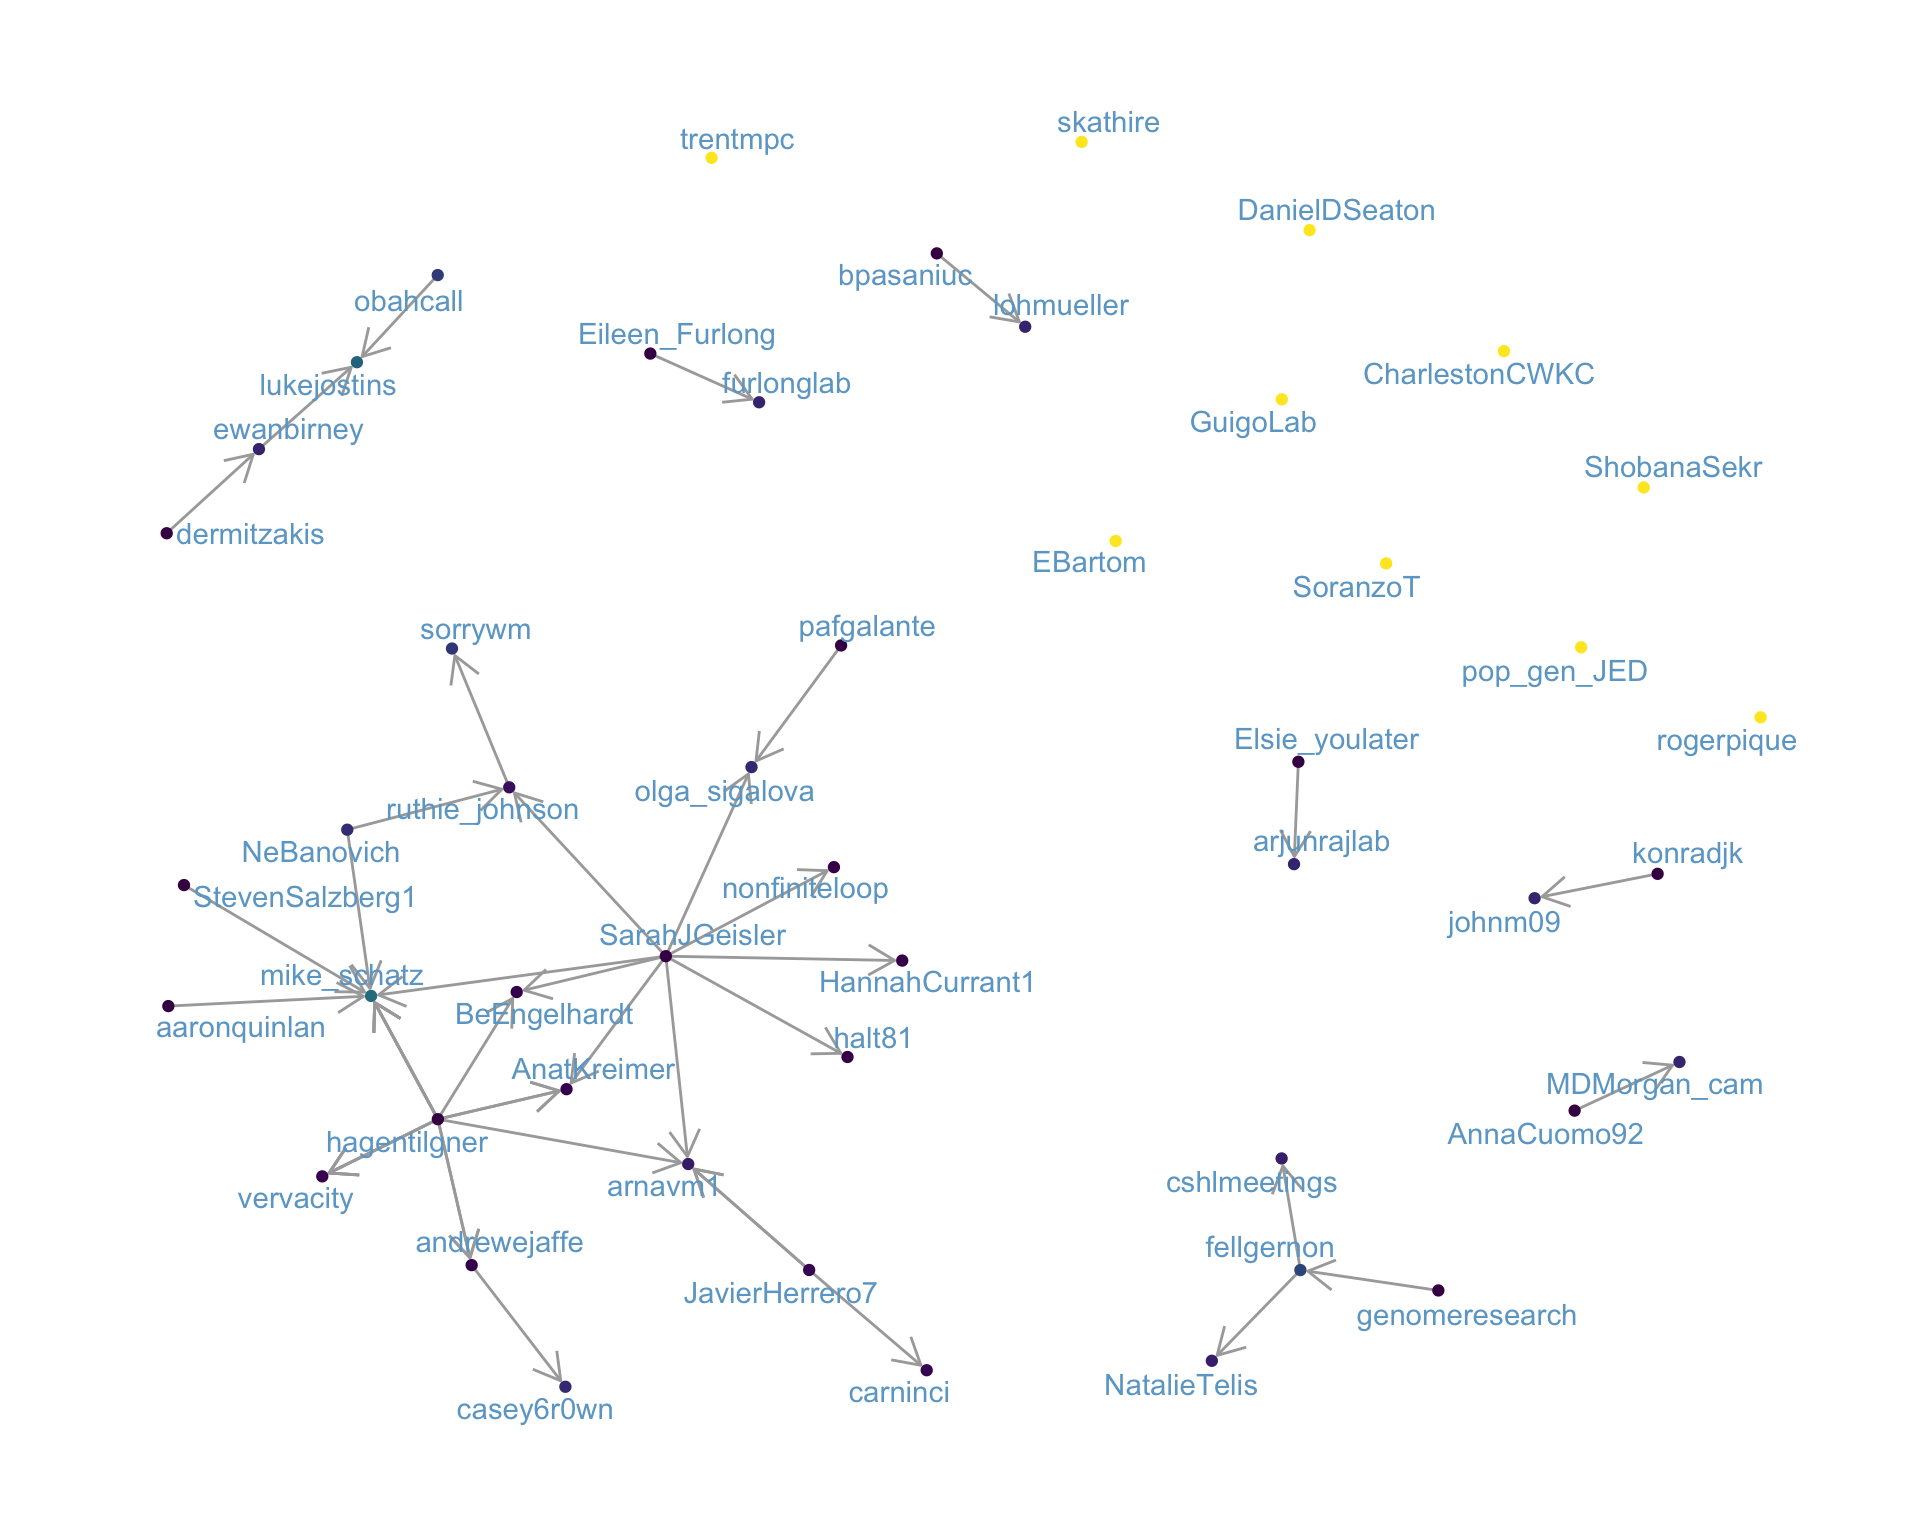 skathire
trentmpc
DanielDSeaton
bpasaniuc
obahcall
lohmueller
Eileen_Furlong
CharlestonCWKC
furlonglab
lukejostins
GuigoLab
ewanbirney
ShobanaSekr
dermitzakis
EBartom
SoranzoT
pafgalante
sorrywm
pop_gen_JED
Elsie_youlater
rogerpique
olga_sigalova
ruthie_johnson
arjunrajlab
NeBanovich
konradjk
nonfiniteloop
StevenSalzberg1
johnm09
SarahJGeisler
mike_schatz
HannahCurrant1
BeEngelhardt
aaronquinlan
halt81
AnatKreimer
MDMorgan_cam
AnnaCuomo92
hagentilgner
cshlmeetings
arnavm1
vervacity
andrewejaffe
fellgernon
JavierHerrero7
genomeresearch
NatalieTelis
carninci
casey6r0wn